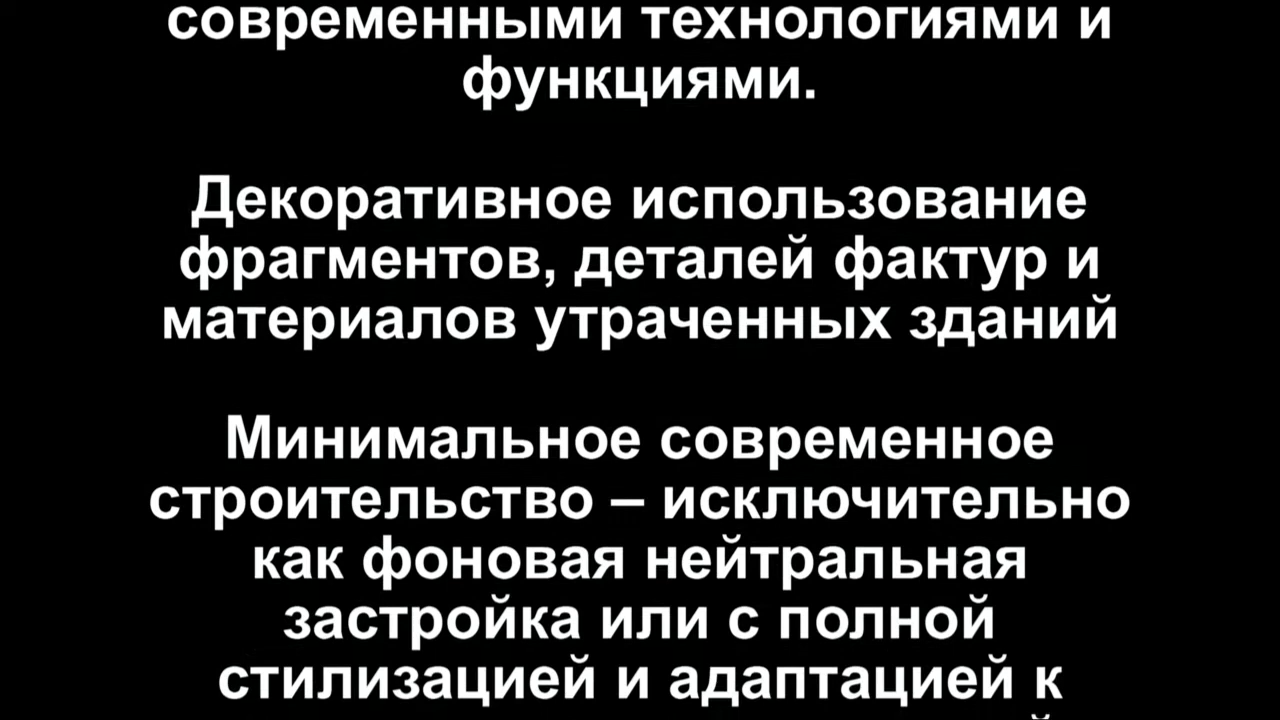 современными технологиями и
функциями.
Декоративное использование
фрагментов, деталей фактур и
материалов утраченных зданий
Минимальное современное
строительство – исключительно
как фоновая нейтральная
застройка или с полной
стилизацией и адаптацией к